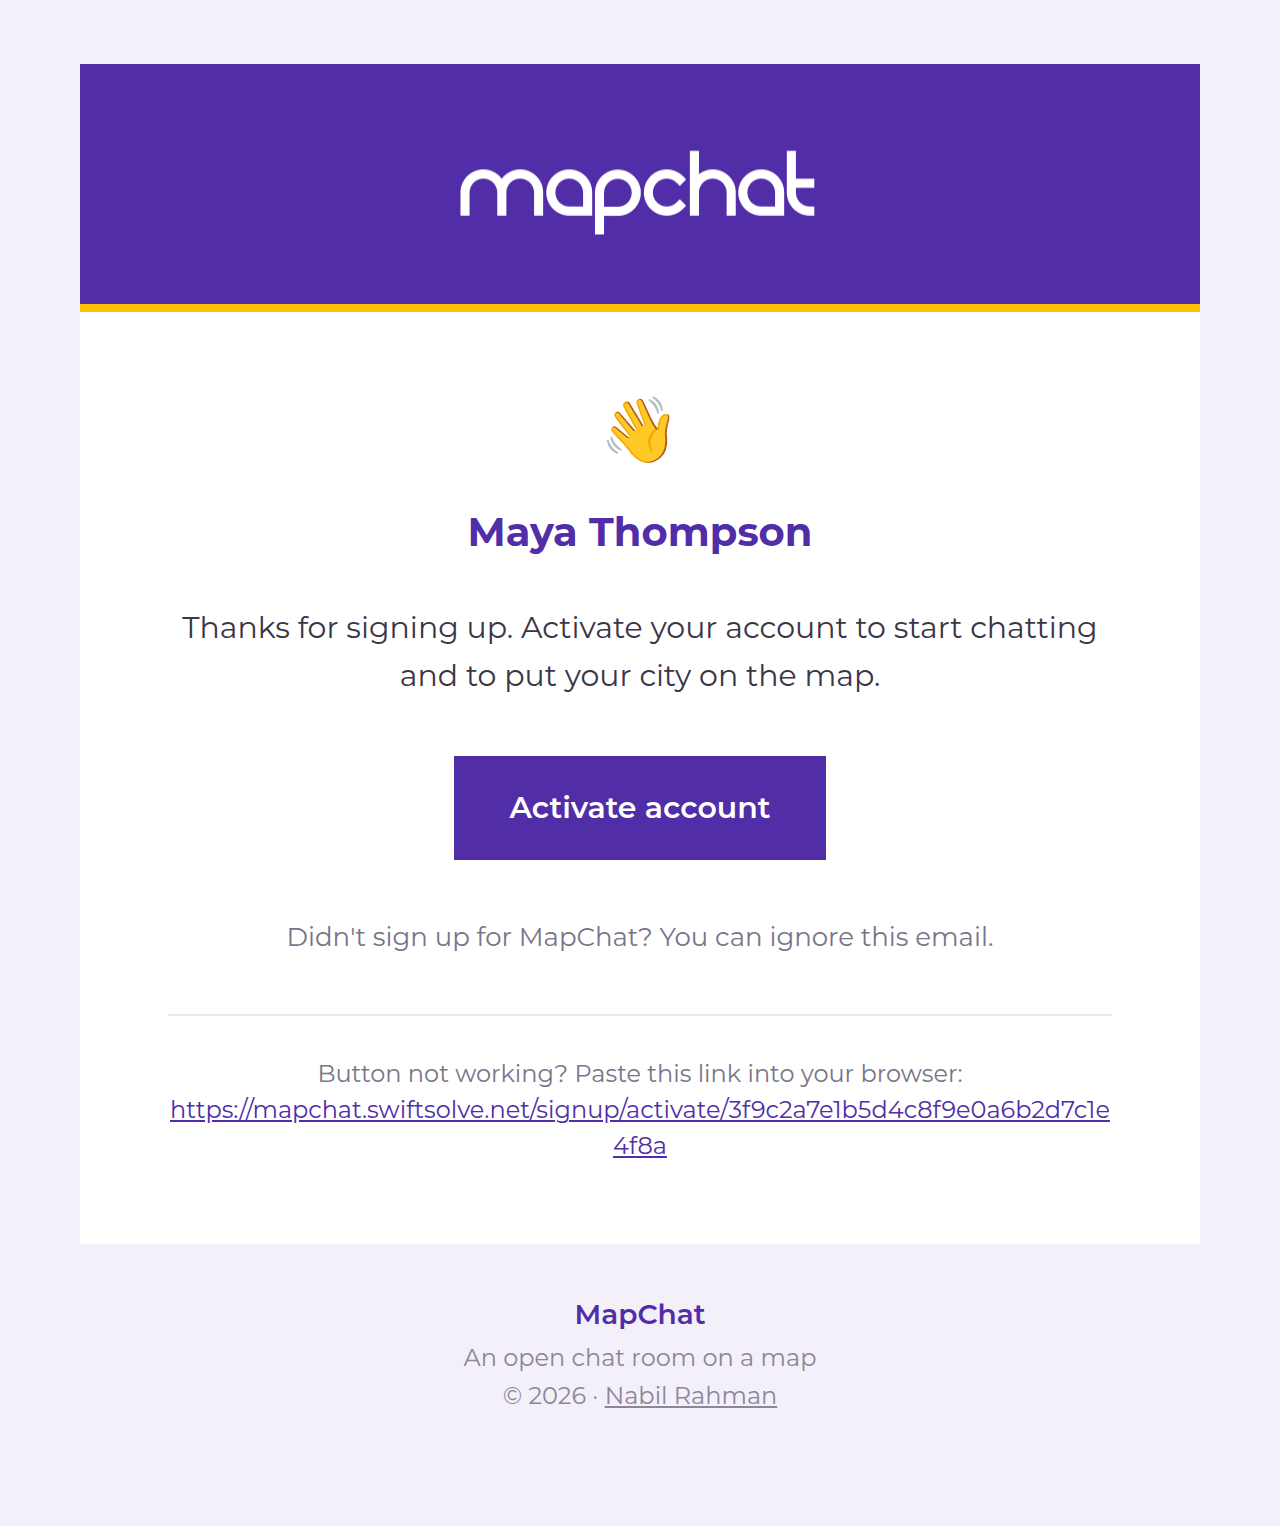 mapchat
Maya Thompson
Thanks for signing up. Activate your account to start chatting
and to put your city on the map.
Activate account
Didn't sign up for MapChat? You can ignore this email.
Button not working? Paste this link into your browser:
https://mapchat.swiftsolve.net/signup/activate/3f9c2a7e1b5d4c8f9e0a6b2d7c1e
4f8a
MapChat
An open chat room on a map
© 2026 · Nabil Rahman